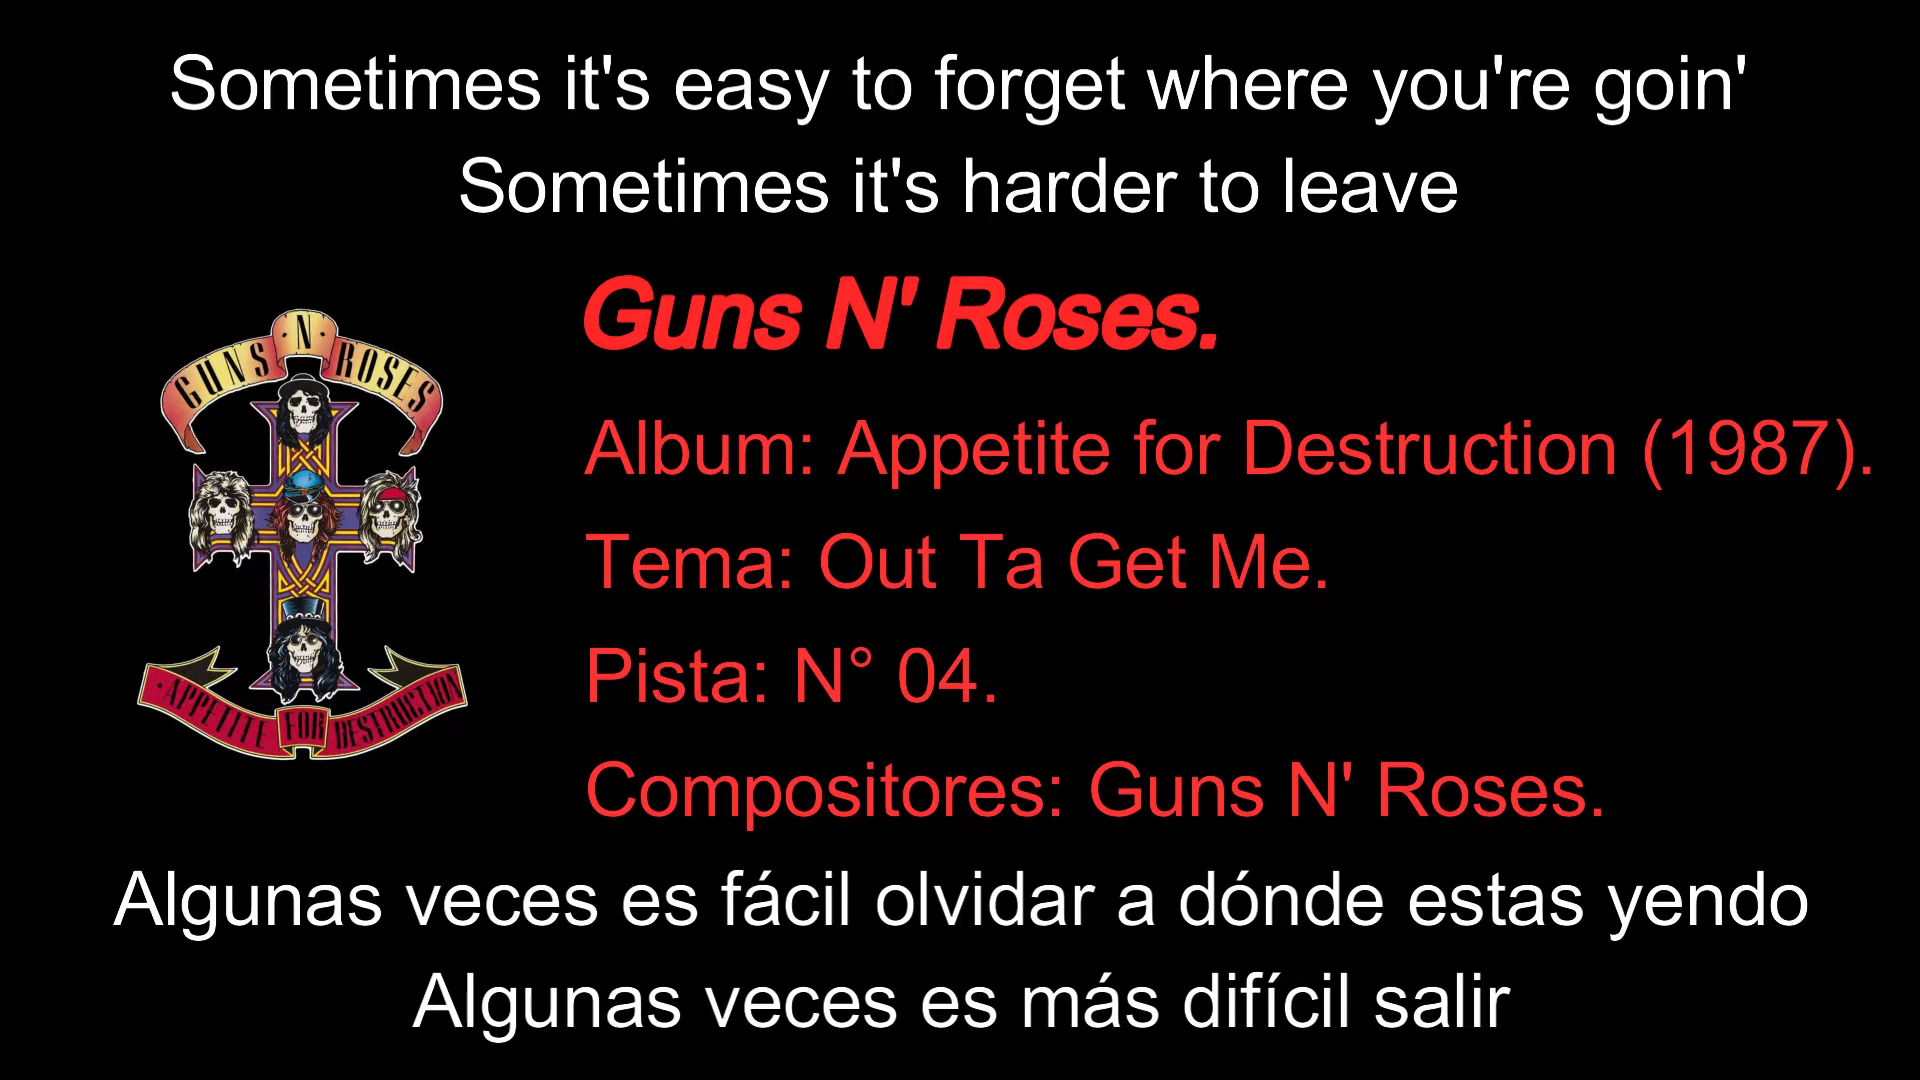 Sometimes it's easy to forget where you're goin'
Sometimes it's harder to leave
Guns N' Roses.
GUNS · N · ROSES
Album: Appetite for Destruction (1987).
Tema: Out Ta Get Me.
Pista: N° 04.
· APPETITE FOR DESTRUCTION
Compositores: Guns N' Roses.
Algunas veces es fácil olvidar a dónde estas yendo
Algunas veces es más difícil salir